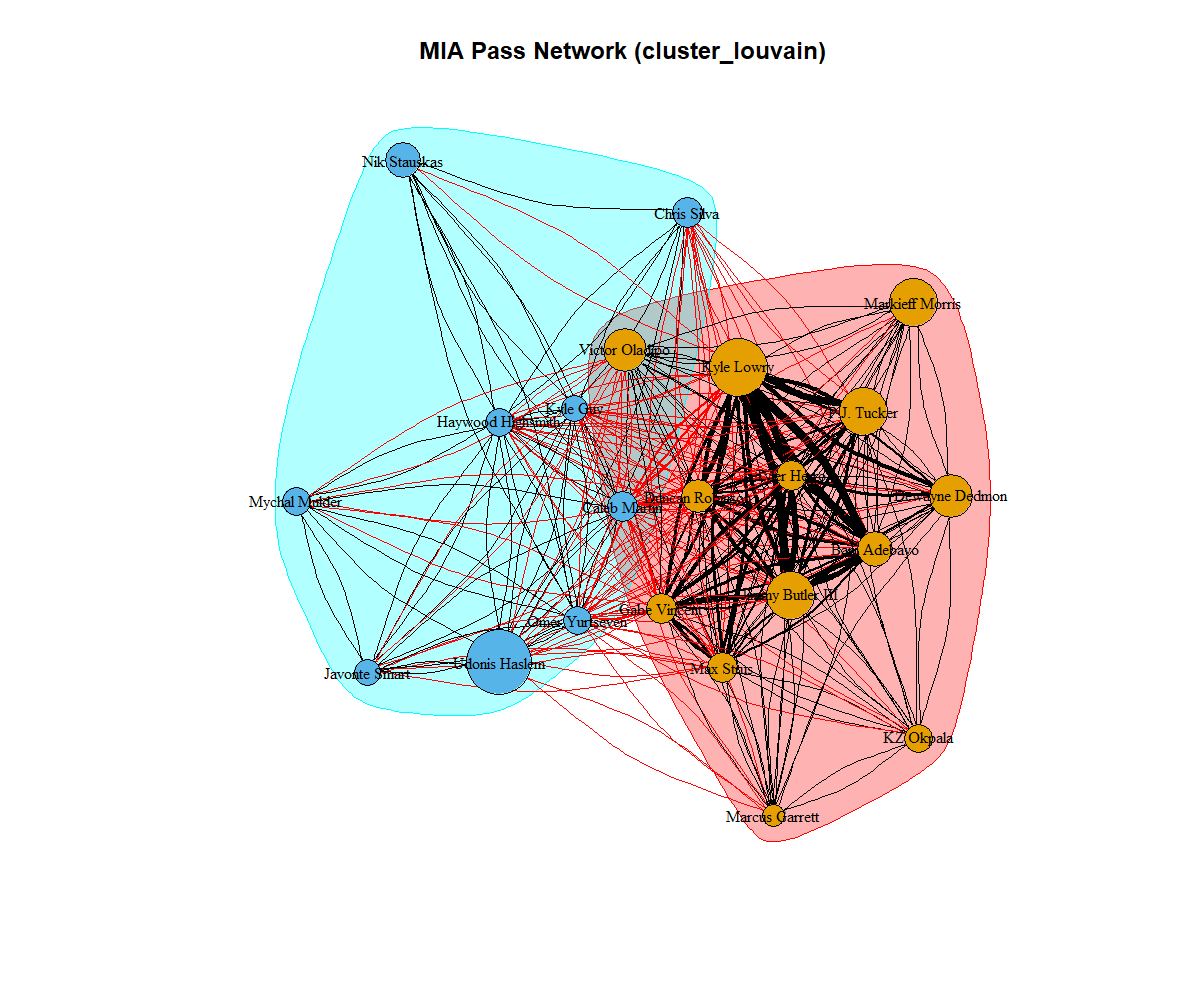 MIA Pass Network (cluster_louvain)
Nik Stauskas
Chris Silva
Markieff Morris
Victor Oladipo
Kyle Lowry
Kyle Guy
P.J. Tucker
Haywood Highsmith
Tyler Herro
Mychal Mulder
Duncan Robinson
Dewayne Dedmon
Caleb Martin
Bam Adebayo
Jimmy Butler III
Gabe Vincent
Omer Yurtseven
Udonis Haslem
Max Strus
Javonte Smart
KZ Okpala
Marcus Garrett